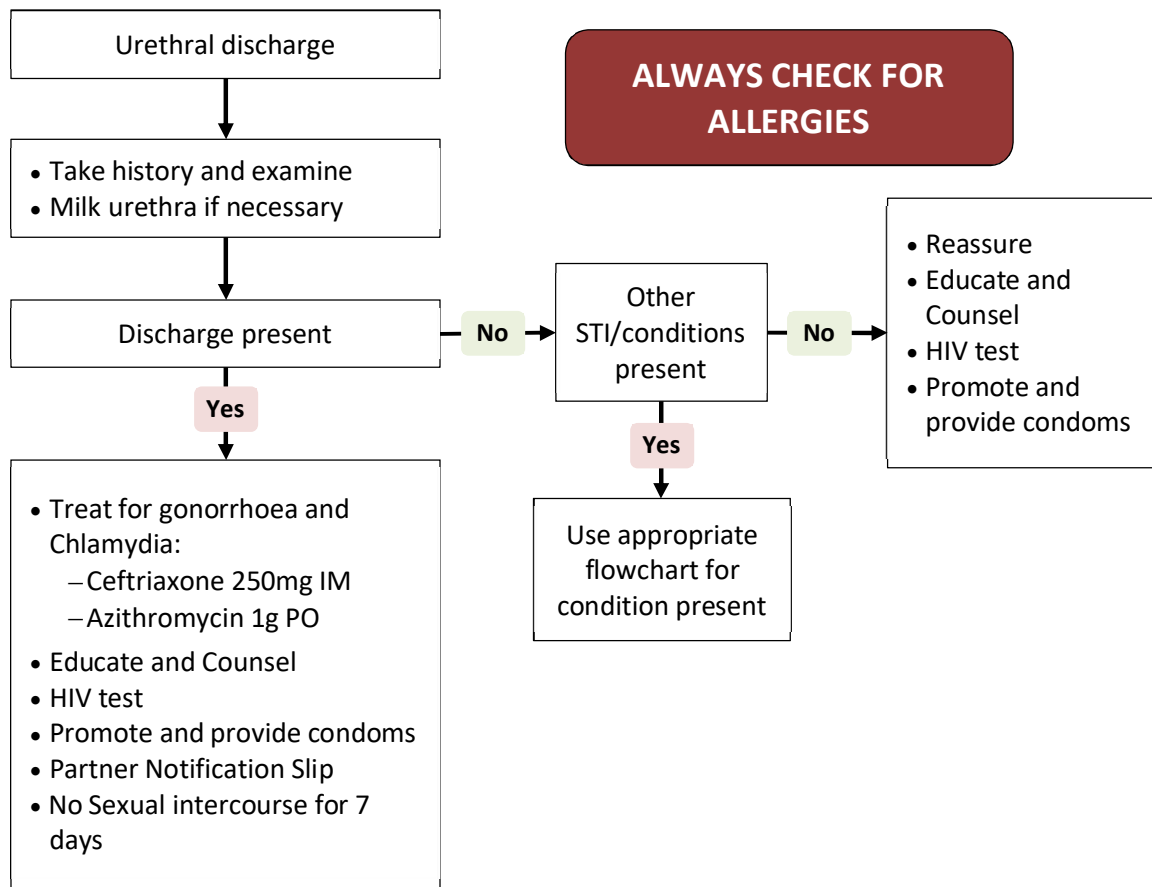 Urethral discharge
ALWAYS CHECK FOR
ALLERGIES
• Take history and examine
• Milk urethra if necessary
Discharge present
No
Other
STI/conditions
present
No
• Reassure
• Educate and
Counsel
• HIV test
• Promote and
provide condoms
Yes
Yes
• Treat for gonorrhoea and
Chlamydia:
–Ceftriaxone 250mg IM
–Azithromycin 1g PO
• Educate and Counsel
• HIV test
• Promote and provide condoms
• Partner Notification Slip
• No Sexual intercourse for 7
days
Use appropriate
flowchart for
condition present